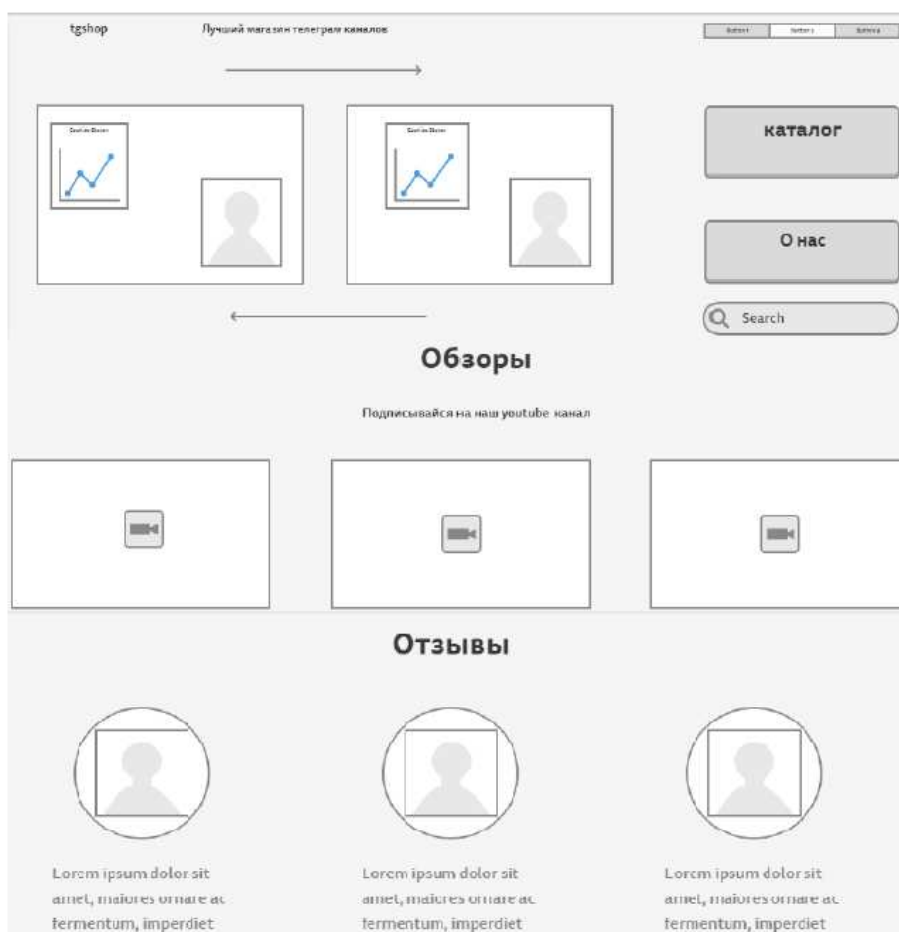 tgshop
Лучший магазин телеграм каналов
каталог
О нас
Search
Обзоры
Подписывайся на наш youtube канал
Отзывы
Lorem ipsum dolor sit
amet, maiores ornare ac
fermentum, imperdiet
Lorem ipsum dolor sit
amet, maiores ornare ac
fermentum, imperdiet
Lorem ipsum dolor sit
amet, maiores ornare ac
fermentum, imperdiet